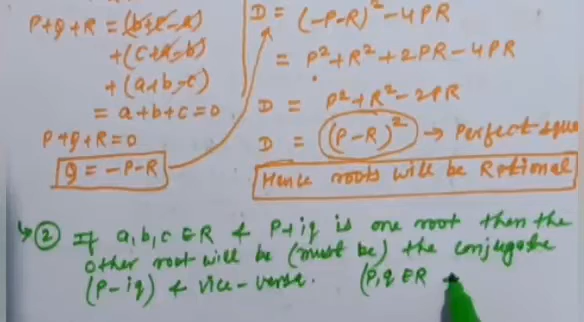 P+q+R = (b+c-a)
+(c+a-b)
+(a+b-c)
= a+b+c=0
P+q+R=0
q = -P-R
D = (-P-R)² - 4PR
= P²+R²+2PR-4PR
D = P²+R²-2PR
D = (P-R)² → Perfect
Hence roots will be Rational
② If a,b,c ∈R & P+iq is one root then the
other root will be (must be) the conjugate
(P-iq) & vice-versa. (P,q ∈R